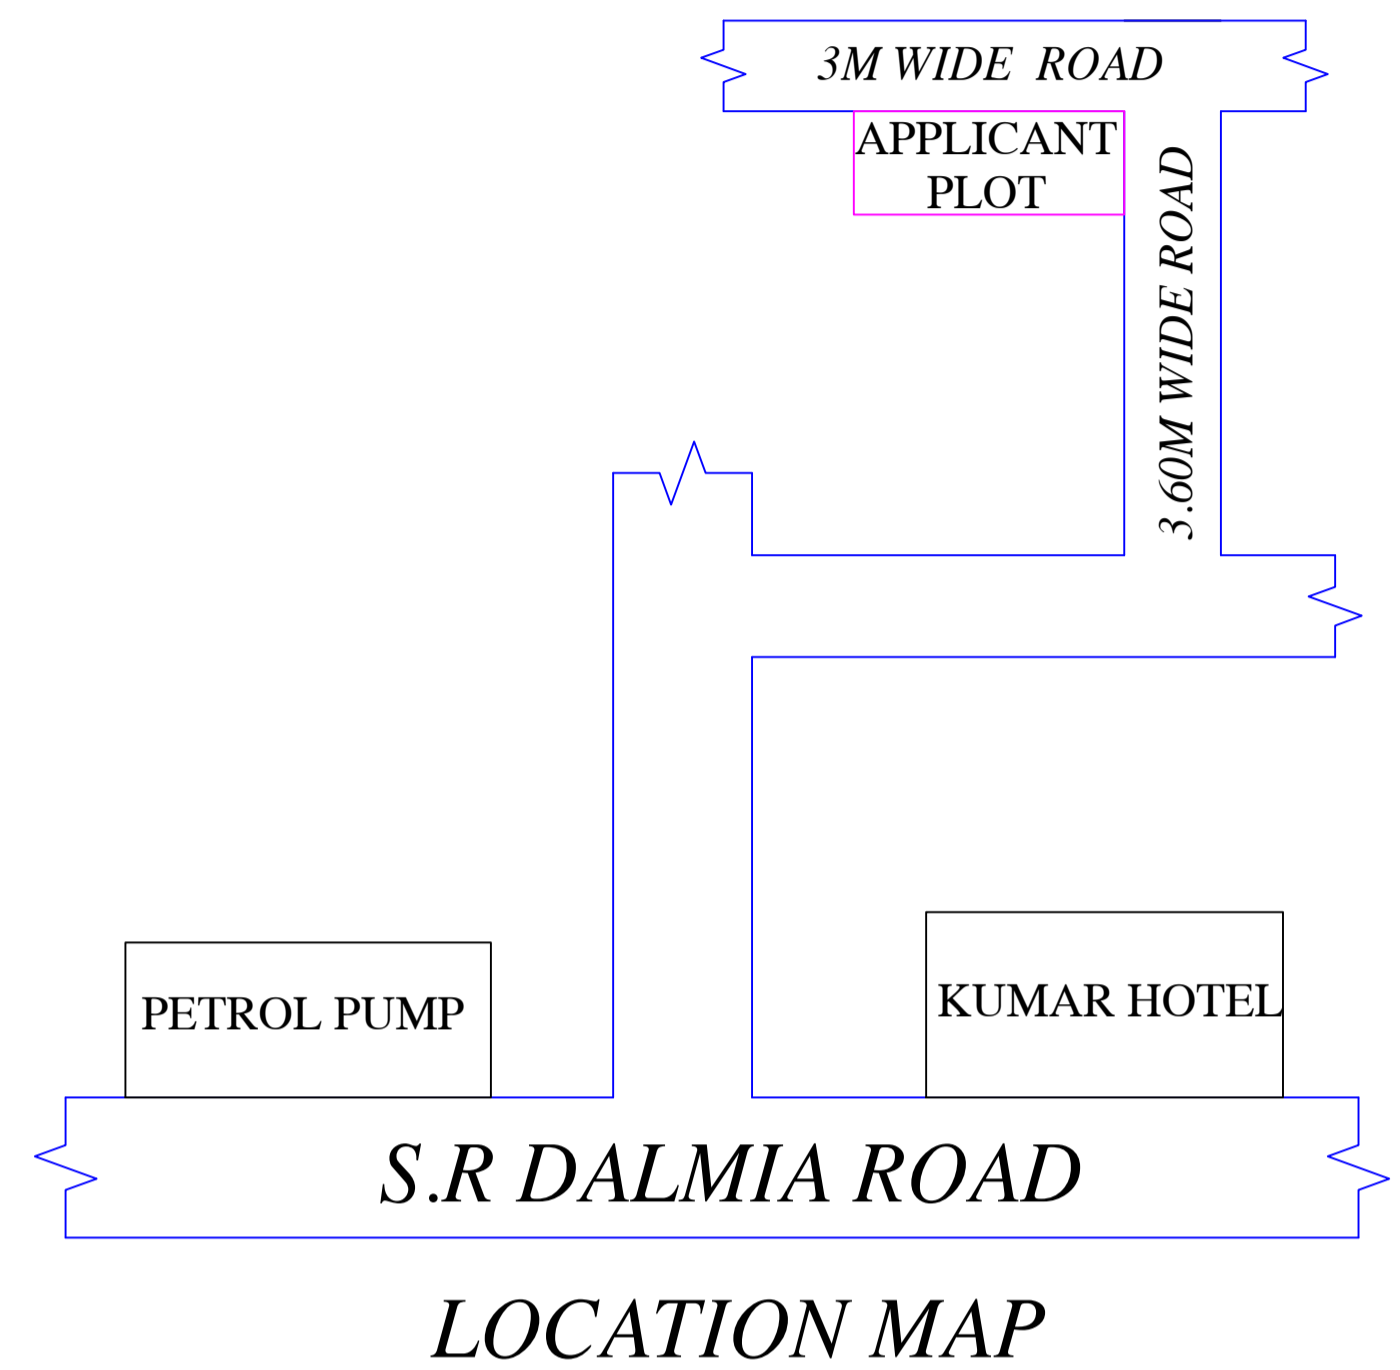 3M WIDE ROAD
APPLICANT
PLOT
3.60M WIDE ROAD
PETROL PUMP
KUMAR HOTEL
S.R DALMIA ROAD
LOCATION MAP